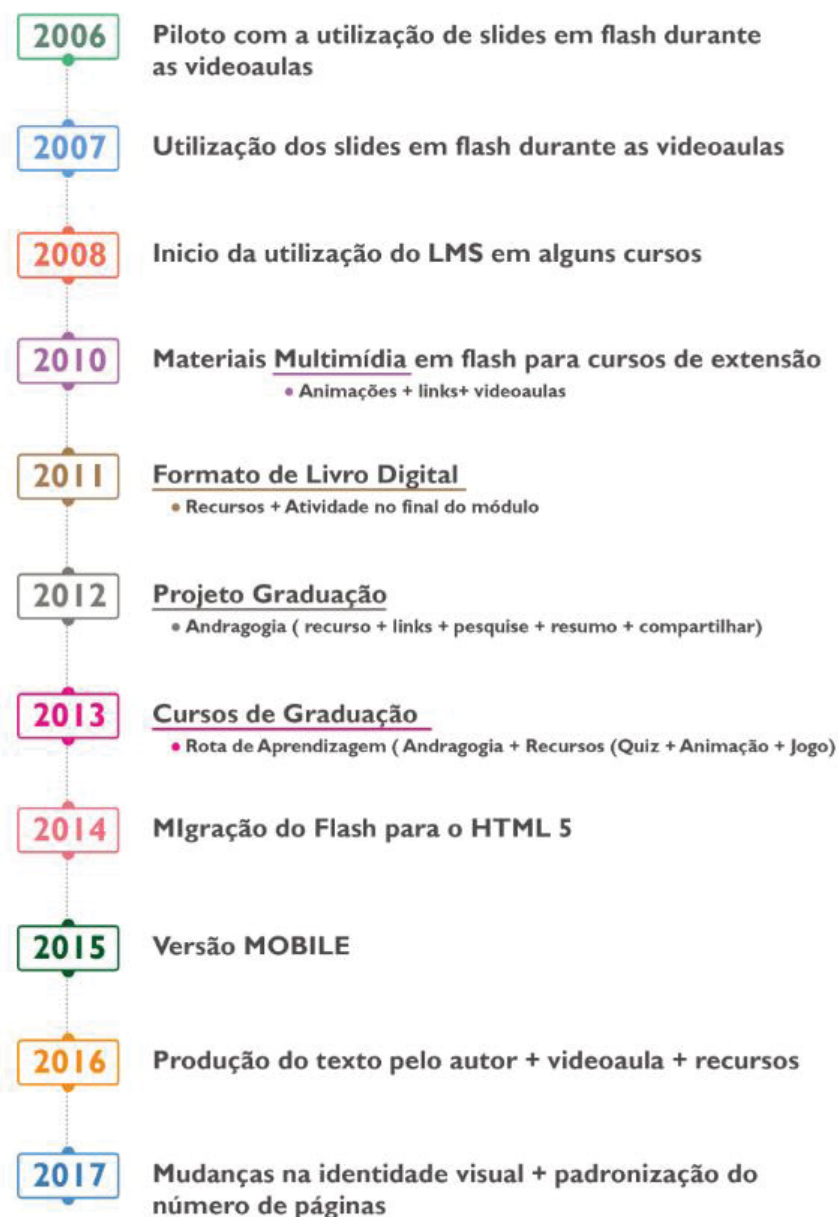 2006
Piloto com a utilização de slides em flash durante
as videoaulas
2007
Utilização dos slides em flash durante as videoaulas
2008
Inicio da utilização do LMS em alguns cursos
2010
Materiais Multimídia em flash para cursos de extensão
• Animações + links+ videoaulas
2011
Formato de Livro Digital
• Recursos + Atividade no final do módulo
2012
Projeto Graduação
• Andragogia ( recurso + links + pesquise + resumo + compartilhar)
2013
Cursos de Graduação
• Rota de Aprendizagem ( Andragogia + Recursos (Quiz + Animação + Jogo)
2014
MIgração do Flash para o HTML 5
2015
Versão MOBILE
2016
Produção do texto pelo autor + videoaula + recursos
2017
Mudanças na identidade visual + padronização do
número de páginas